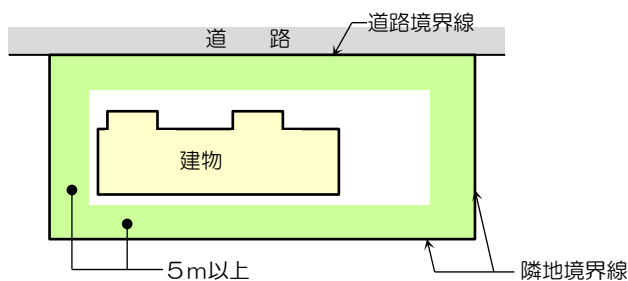 道路境界線
道　路
建物
５ｍ以上
隣地境界線